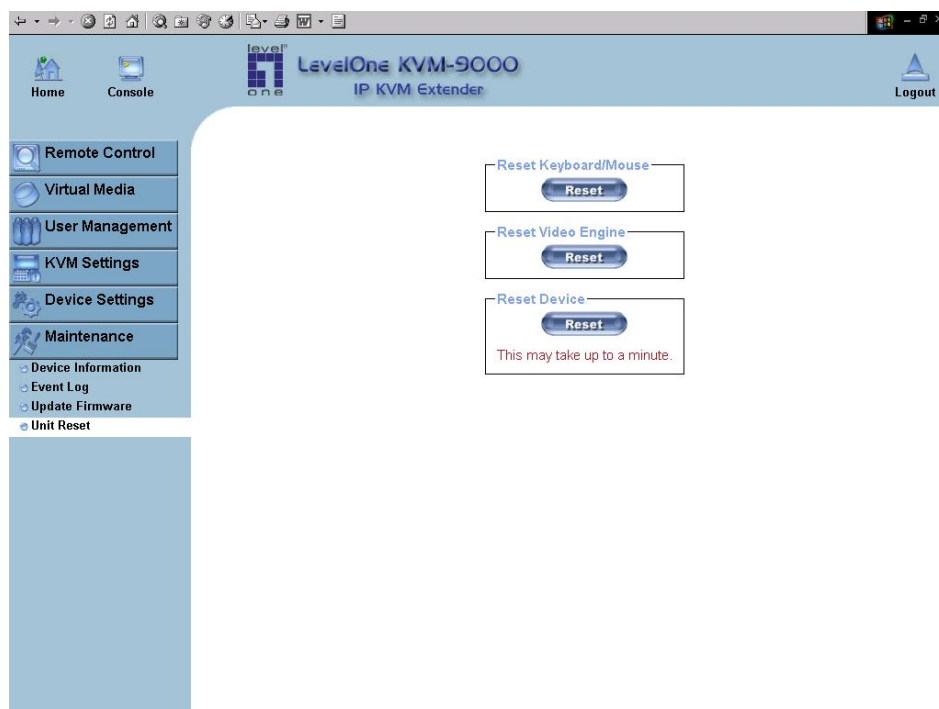 level
one
LevelOne KVM-9000
IP KVM Extender
Home
Console
Logout
Remote Control
Virtual Media
User Management
KVM Settings
Device Settings
Maintenance
Device Information
Event Log
Update Firmware
Unit Reset
Reset Keyboard/Mouse
Reset
Reset Video Engine
Reset
Reset Device
Reset
This may take up to a minute.